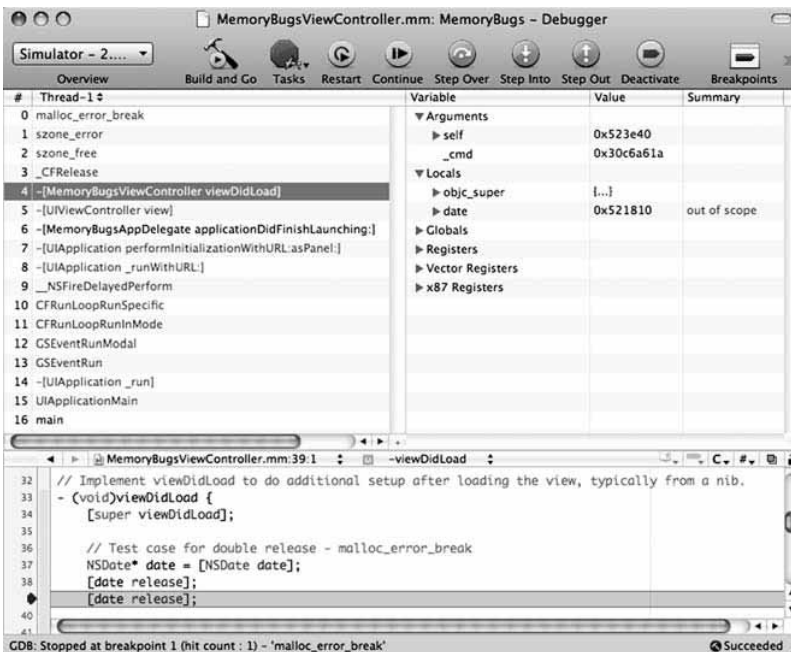 MemoryBugsViewController.mm: MemoryBugs – Debugger
Simulator – 2....
Overview Build and Go Tasks Restart Continue Step Over Step Into Step Out Deactivate Breakpoints
# Thread-1
0 malloc_error_break
1 szone_error
2 szone_free
3 _CFRelease
4 -[MemoryBugsViewController viewDidLoad]
5 -[UIViewController view]
6 -[MemoryBugsAppDelegate applicationDidFinishLaunching:]
7 -[UIApplication performInitializationWithURL:asPanel:]
8 -[UIApplication _runWithURL:]
9 __NSFireDelayedPerform
10 CFRunLoopRunSpecific
11 CFRunLoopRunInMode
12 GSEventRunModal
13 GSEventRun
14 -[UIApplication _run]
15 UIApplicationMain
16 main
Variable Value Summary
Arguments
self 0x523e40
_cmd 0x30c6a61a
Locals
objc_super {...}
date 0x521810 out of scope
Globals
Registers
Vector Registers
x87 Registers
MemoryBugsViewController.mm:39:1 -viewDidLoad C #
32 // Implement viewDidLoad to do additional setup after loading the view, typically from a nib.
33 - (void)viewDidLoad {
34 [super viewDidLoad];
35
36 // Test case for double release - malloc_error_break
37 NSDate* date = [NSDate date];
38 [date release];
[date release];
40
41
GDB: Stopped at breakpoint 1 (hit count : 1) – 'malloc_error_break' Succeeded